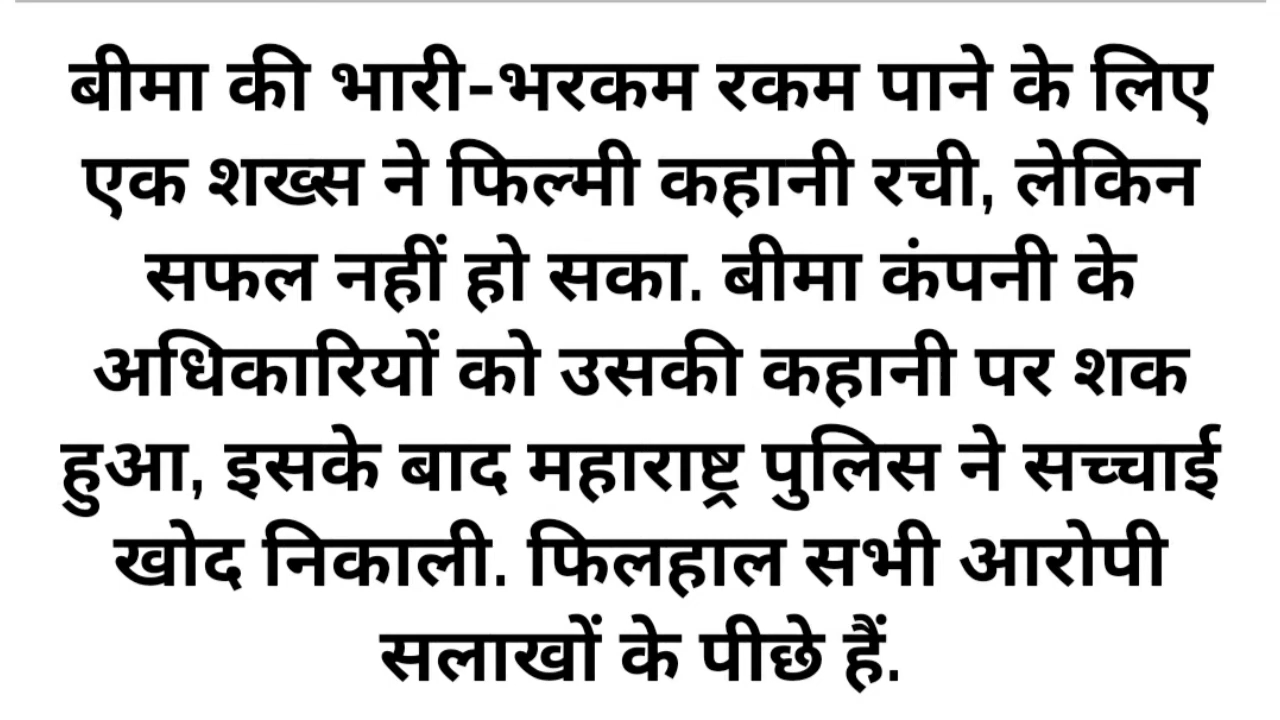 बीमा की भारी-भरकम रकम पाने के लिए
एक शख्स ने फिल्मी कहानी रची, लेकिन
सफल नहीं हो सका. बीमा कंपनी के
अधिकारियों को उसकी कहानी पर शक
हुआ, इसके बाद महाराष्ट्र पुलिस ने सच्चाई
खोद निकाली. फिलहाल सभी आरोपी
सलाखों के पीछे हैं.